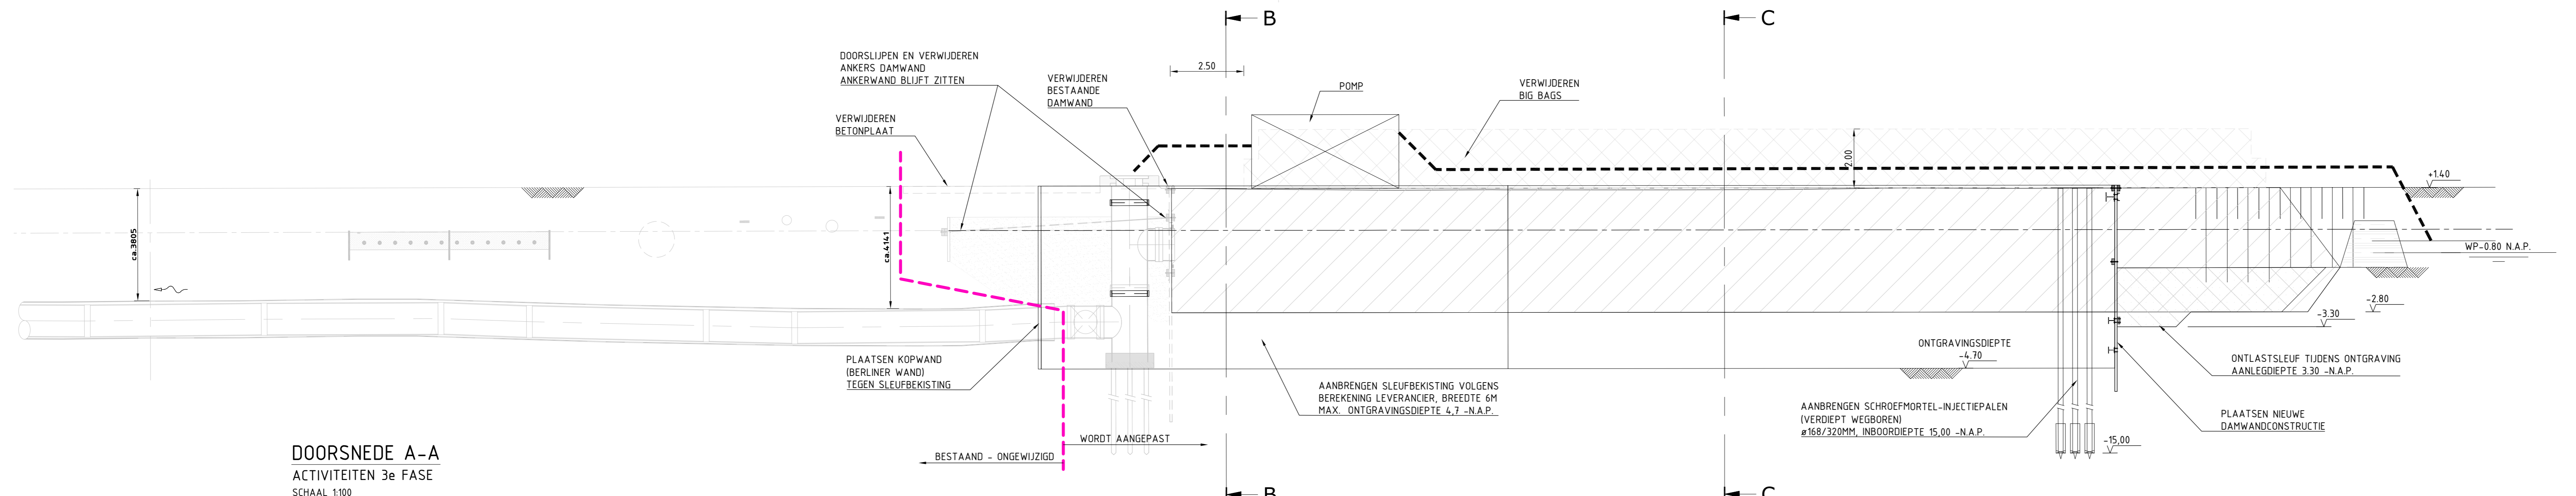 B
C
DOORSLIJPEN EN VERWIJDEREN
ANKERS DAMWAND
ANKERWAND BLIJFT ZITTEN
VERWIJDEREN
BESTAANDE
DAMWAND
2.50
POMP
VERWIJDEREN
BIG BAGS
VERWIJDEREN
BETONPLAAT
2.00
+1.40
ca.3805
ca.4141
WP-0.80 N.A.P.
-2.80
-3.30
ONTGRAVINGSDIEPTE
-4.70
PLAATSEN KOPWAND
(BERLINER WAND)
TEGEN SLEUFBEKISTING
ONTLASTSLEUF TIJDENS ONTGRAVING
AANLEGDIEPTE 3.30 -N.A.P.
AANBRENGEN SLEUFBEKISTING VOLGENS
BEREKENING LEVERANCIER, BREEDTE 6M
MAX. ONTGRAVINGSDIEPTE 4,7 -N.A.P.
AANBRENGEN SCHROEFMORTEL-INJECTIEPALEN
(VERDIEPT WEGBOREN)
ø168/320MM, INBOORDIEPTE 15,00 -N.A.P.
PLAATSEN NIEUWE
DAMWANDCONSTRUCTIE
-15,00
WORDT AANGEPAST
BESTAAND - ONGEWIJZIGD
DOORSNEDE A-A
ACTIVITEITEN 3e FASE
SCHAAL 1:100
B
C